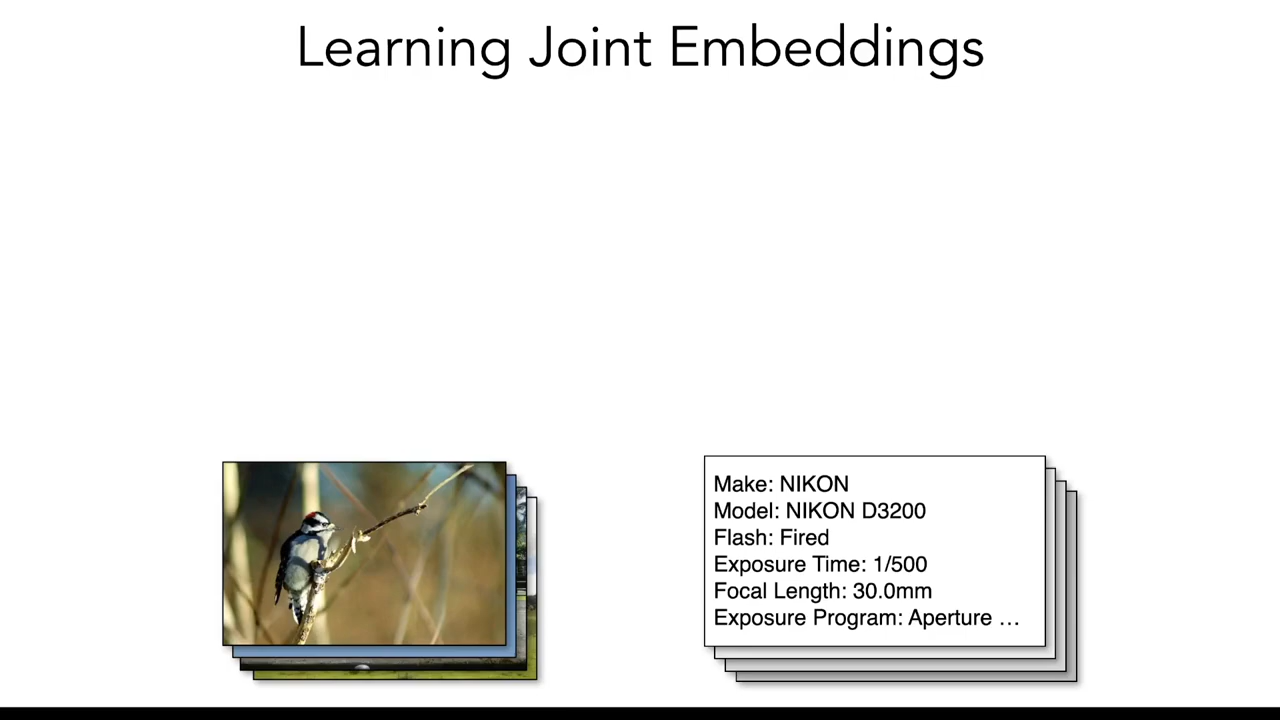 Learning Joint Embeddings
Make: NIKON
Model: NIKON D3200
Flash: Fired
Exposure Time: 1/500
Focal Length: 30.0mm
Exposure Program: Aperture …